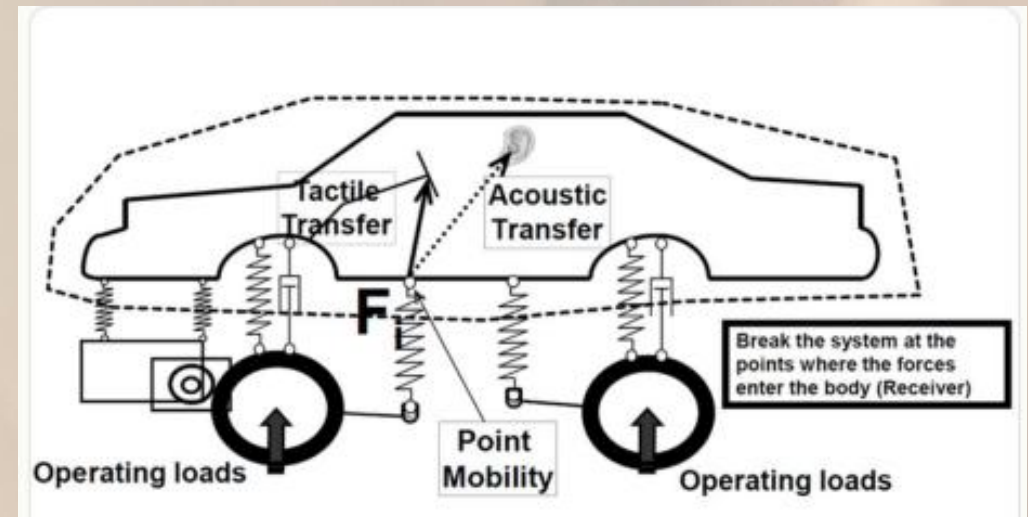 Tactile
Transfer
Acoustic
Transfer
Fi
Break the system at the
points where the forces
enter the body (Receiver)
Point
Mobility
Operating loads
Operating loads